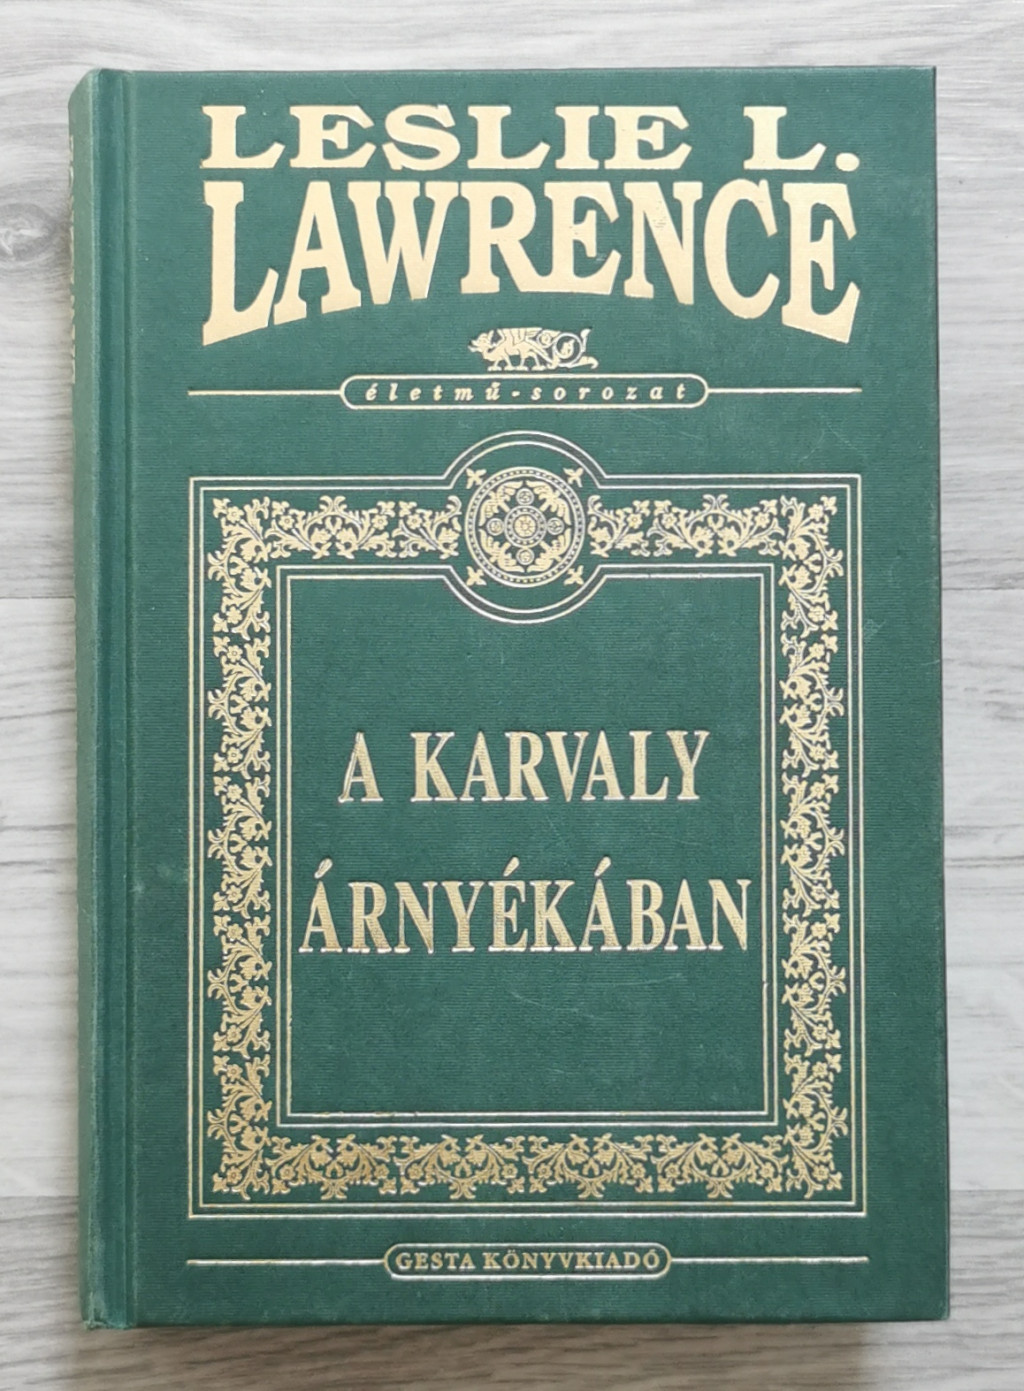 LESLIE L.
LAWRENCE
életmű-sorozat
A KARVALY
ÁRNYÉKÁBAN
GESTA KÖNYVKIADÓ